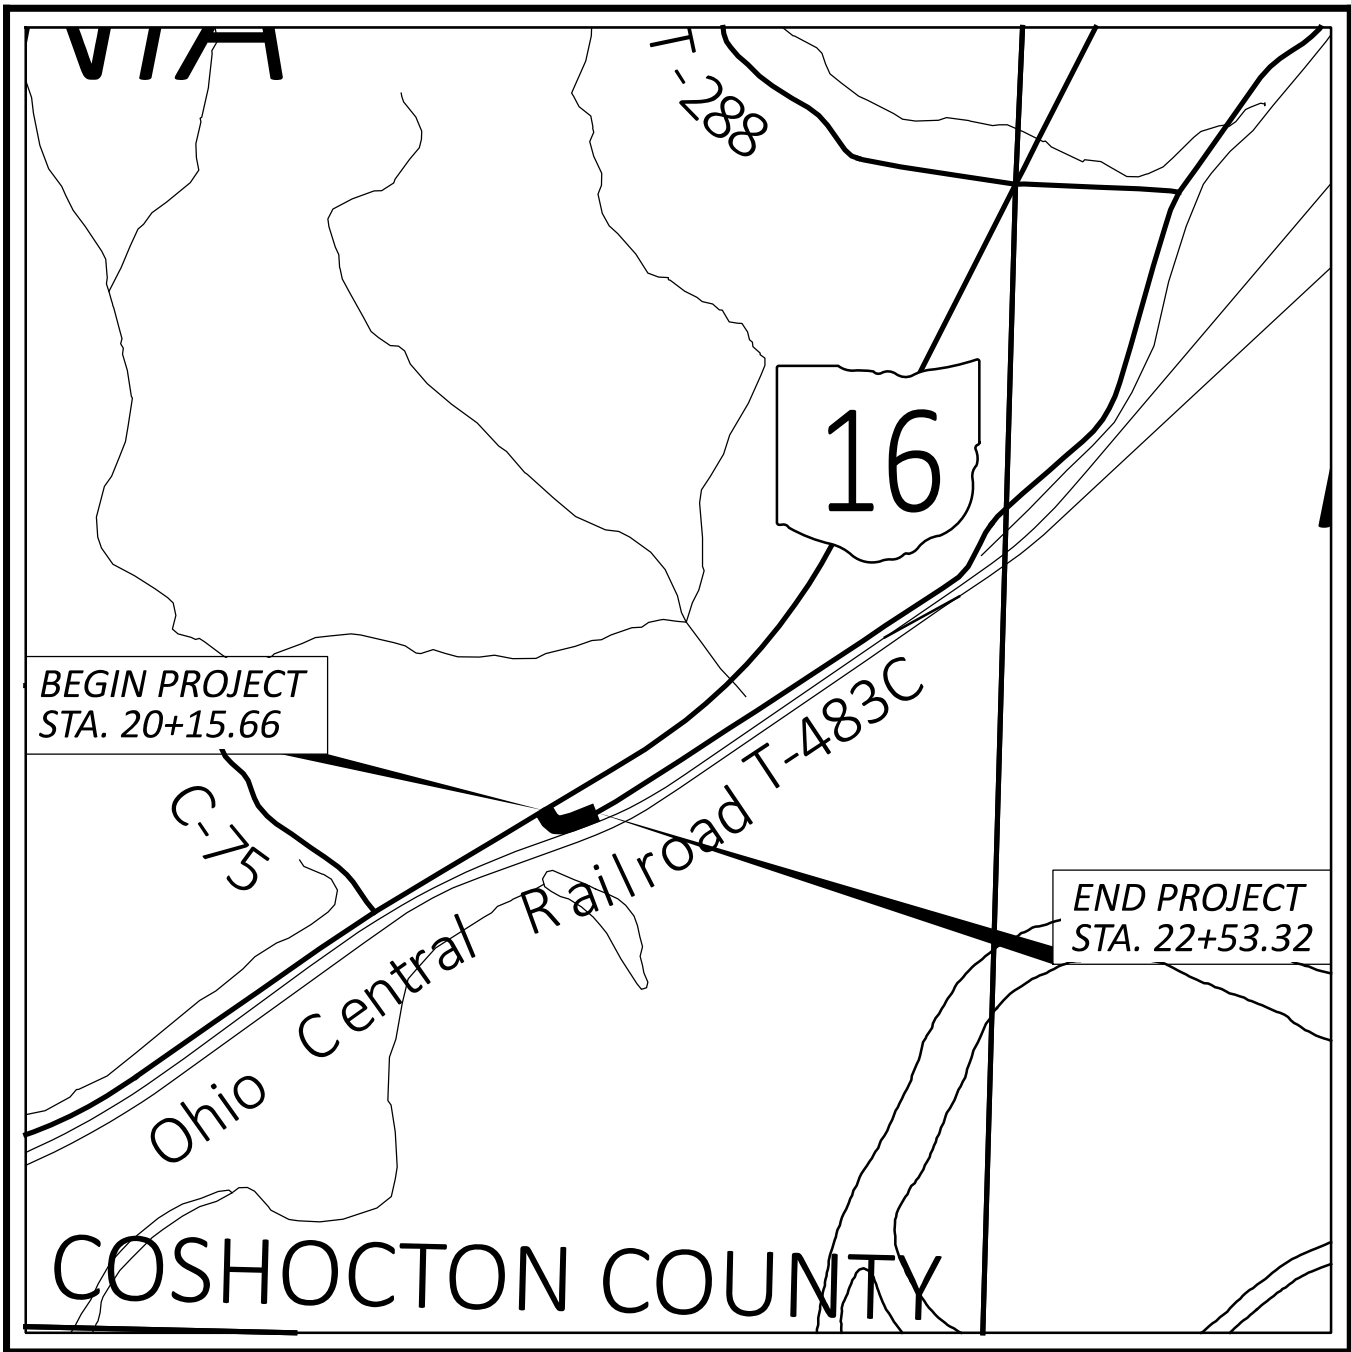 T-288
16
BEGIN PROJECT
STA. 20+15.66
C-75
T-483C
Ohio Central Railroad
END PROJECT
STA. 22+53.32
COSHOCTON COUNTY